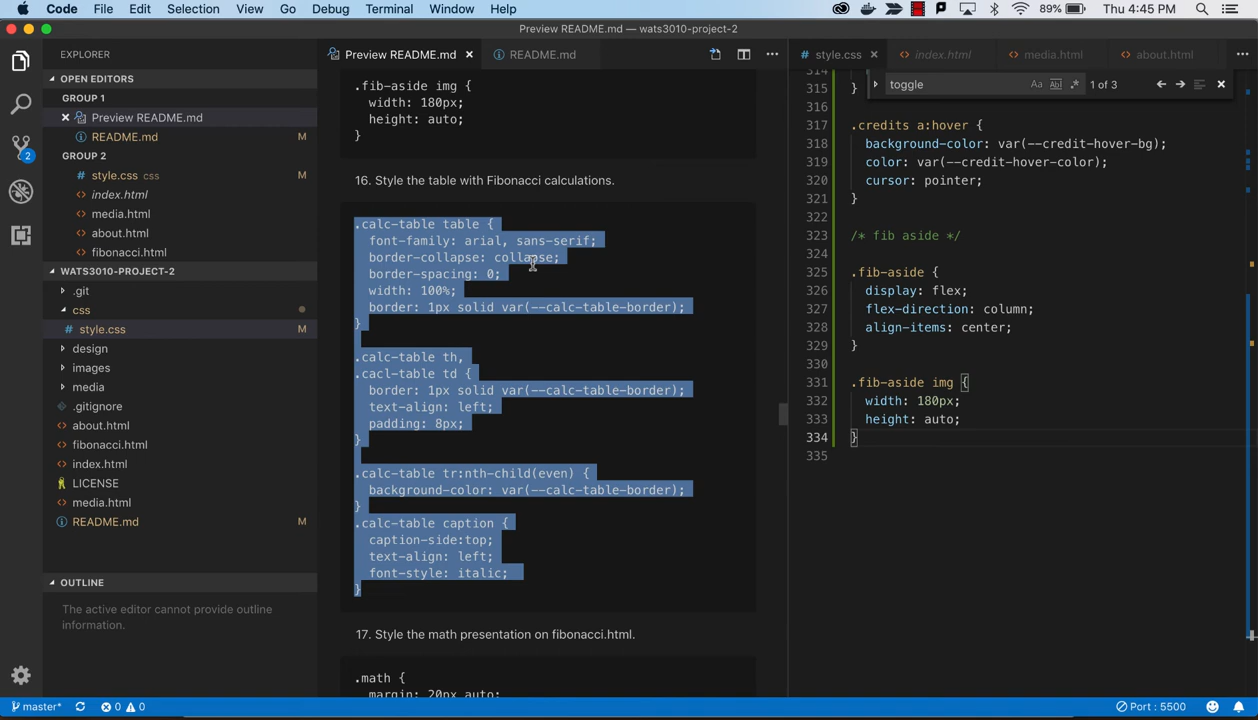 Code File Edit Selection View Go Debug Terminal Window Help 89% Thu 4:45 PM
Preview README.md — wats3010-project-2
EXPLORER
OPEN EDITORS
GROUP 1
Preview README.md
README.md M
GROUP 2
style.css css M
index.html
media.html
about.html
fibonacci.html
WATS3010-PROJECT-2
.git
css
style.css M
design
images
media
.gitignore
about.html
fibonacci.html
index.html
LICENSE
media.html
README.md M
OUTLINE
The active editor cannot provide outline
information.
Preview README.md README.md
.fib-aside img {
width: 180px;
height: auto;
}
16. Style the table with Fibonacci calculations.
.calc-table table {
font-family: arial, sans-serif;
border-collapse: collapse;
border-spacing: 0;
width: 100%;
border: 1px solid var(--calc-table-border);
}
.calc-table th,
.cacl-table td {
border: 1px solid var(--calc-table-border);
text-align: left;
padding: 8px;
}
.calc-table tr:nth-child(even) {
background-color: var(--calc-table-border);
}
.calc-table caption {
caption-side:top;
text-align: left;
font-style: italic;
}
17. Style the math presentation on fibonacci.html.
.math {
margin: 20px auto;
style.css index.html media.html about.html
toggle Aa Abl .* 1 of 3
314
315 }
316
317 .credits a:hover {
318 background-color: var(--credit-hover-bg);
319 color: var(--credit-hover-color);
320 cursor: pointer;
321 }
322
323 /* fib aside */
324
325 .fib-aside {
326 display: flex;
327 flex-direction: column;
328 align-items: center;
329 }
330
331 .fib-aside img {
332 width: 180px;
333 height: auto;
334 }
335
master* 0 0 Port : 5500
2